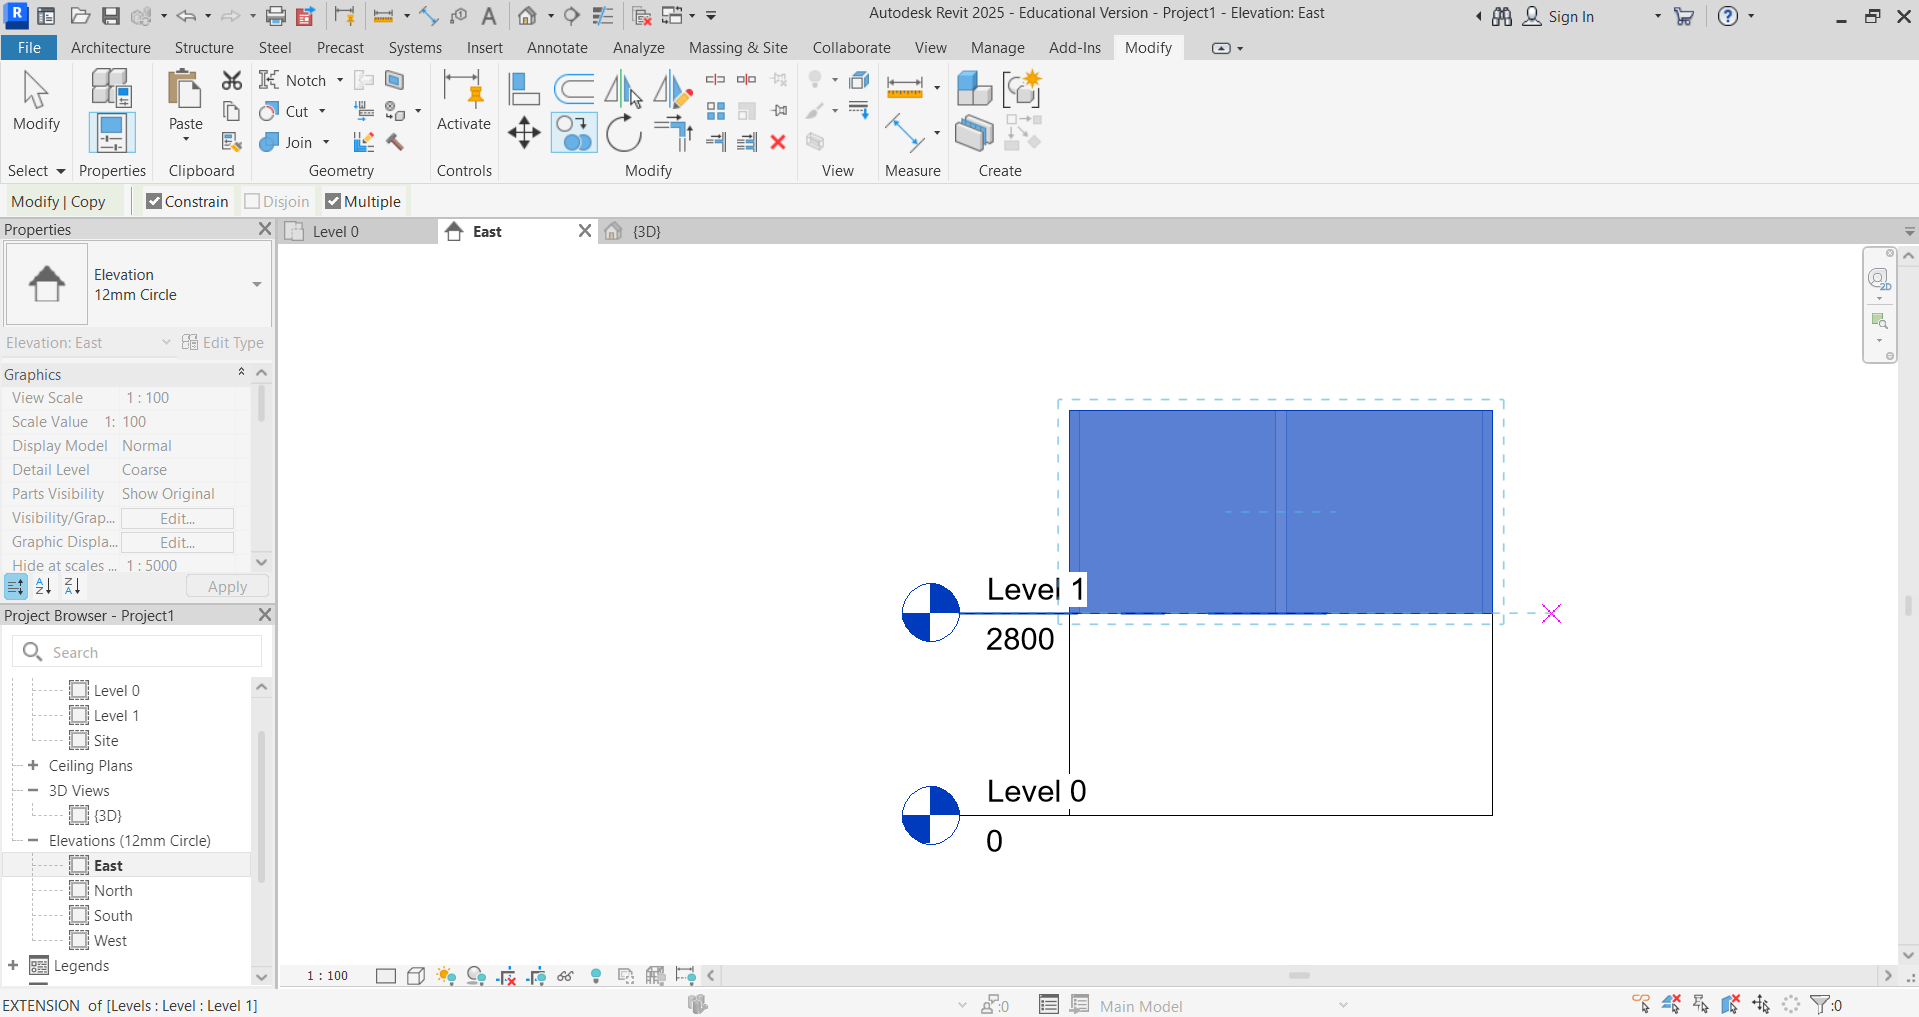 Autodesk Revit 2025 - Educational Version - Project1 - Elevation: East
Sign In
File Architecture Structure Steel Precast Systems Insert Annotate Analyze Massing & Site Collaborate View Manage Add-Ins Modify
Modify
Paste
Notch
Cut
Join
Activate
Select Properties Clipboard Geometry Controls Modify View Measure Create
Modify | Copy Constrain Disjoin Multiple
Properties
Level 0 East {3D}
Elevation
12mm Circle
Elevation: East Edit Type
Graphics
View Scale 1 : 100
Scale Value 1: 100
Display Model Normal
Detail Level Coarse
Parts Visibility Show Original
Visibility/Grap... Edit...
Graphic Displa... Edit...
Hide at scales ... 1 : 5000
Apply
Project Browser - Project1
Search
Level 0
Level 1
Site
Ceiling Plans
3D Views
{3D}
Elevations (12mm Circle)
East
North
South
West
Legends
Level 1
2800
Level 0
0
2D
1 : 100
EXTENSION of [Levels : Level : Level 1]
:0
Main Model
:0